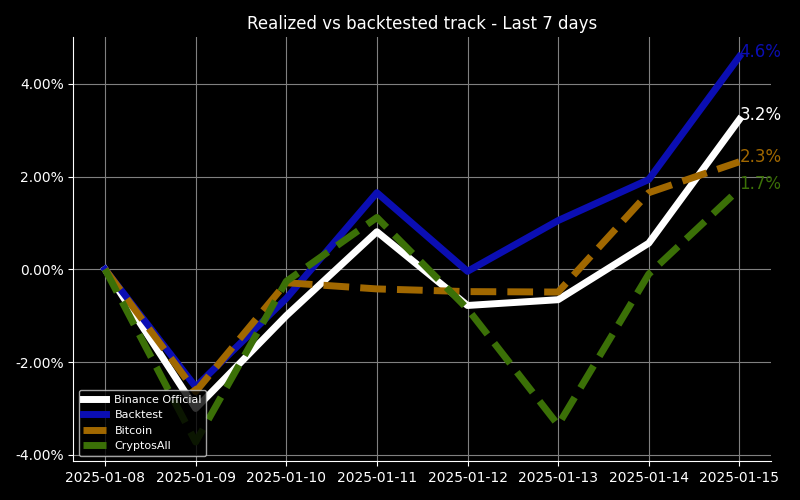 Realized vs backtested track - Last 7 days
4.6%
4.00%
3.2%
2.3%
2.00%
1.7%
0.00%
-2.00%
Binance Official
Backtest
Bitcoin
CryptosAll
-4.00%
2025-01-08 2025-01-09 2025-01-10 2025-01-11 2025-01-12 2025-01-13 2025-01-14 2025-01-15